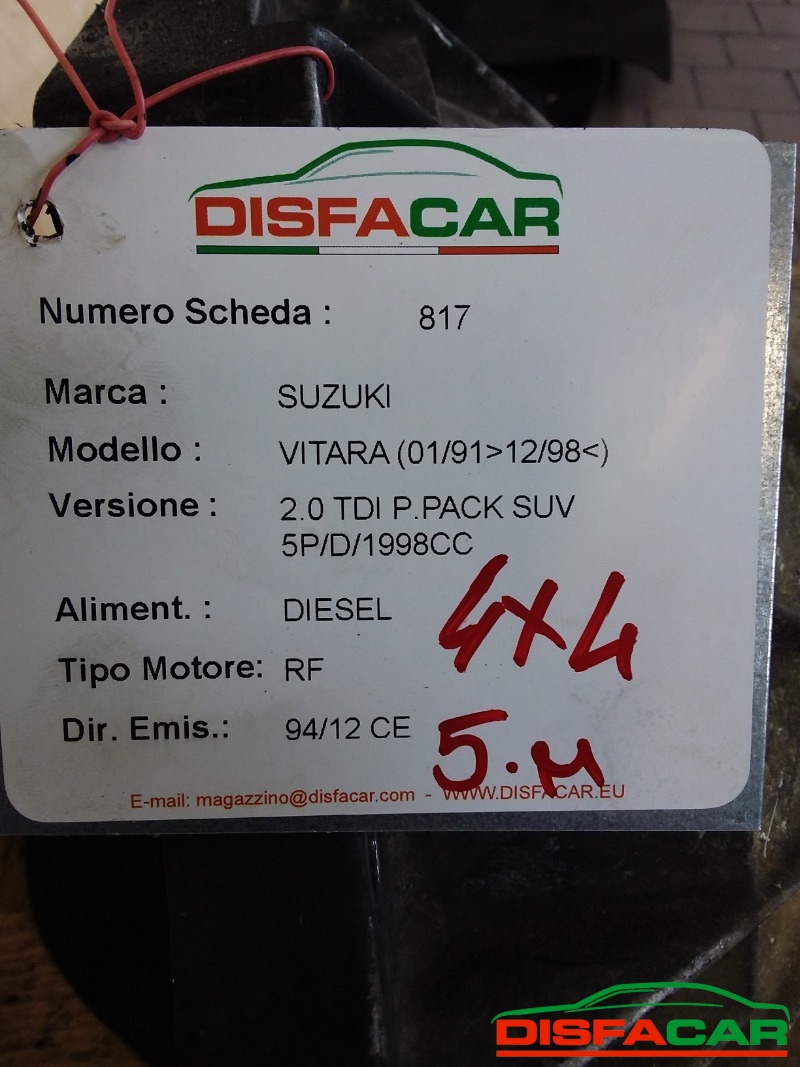 DISFACAR
Numero Scheda : 817
Marca : SUZUKI
Modello : VITARA (01/91>12/98<)
Versione : 2.0 TDI P.PACK SUV
5P/D/1998CC
4x4
Aliment. : DIESEL
Tipo Motore: RF
Dir. Emis.: 94/12 CE
5.M
E-mail: magazzino@disfacar.com - WWW.DISFACAR.EU
DISFACAR